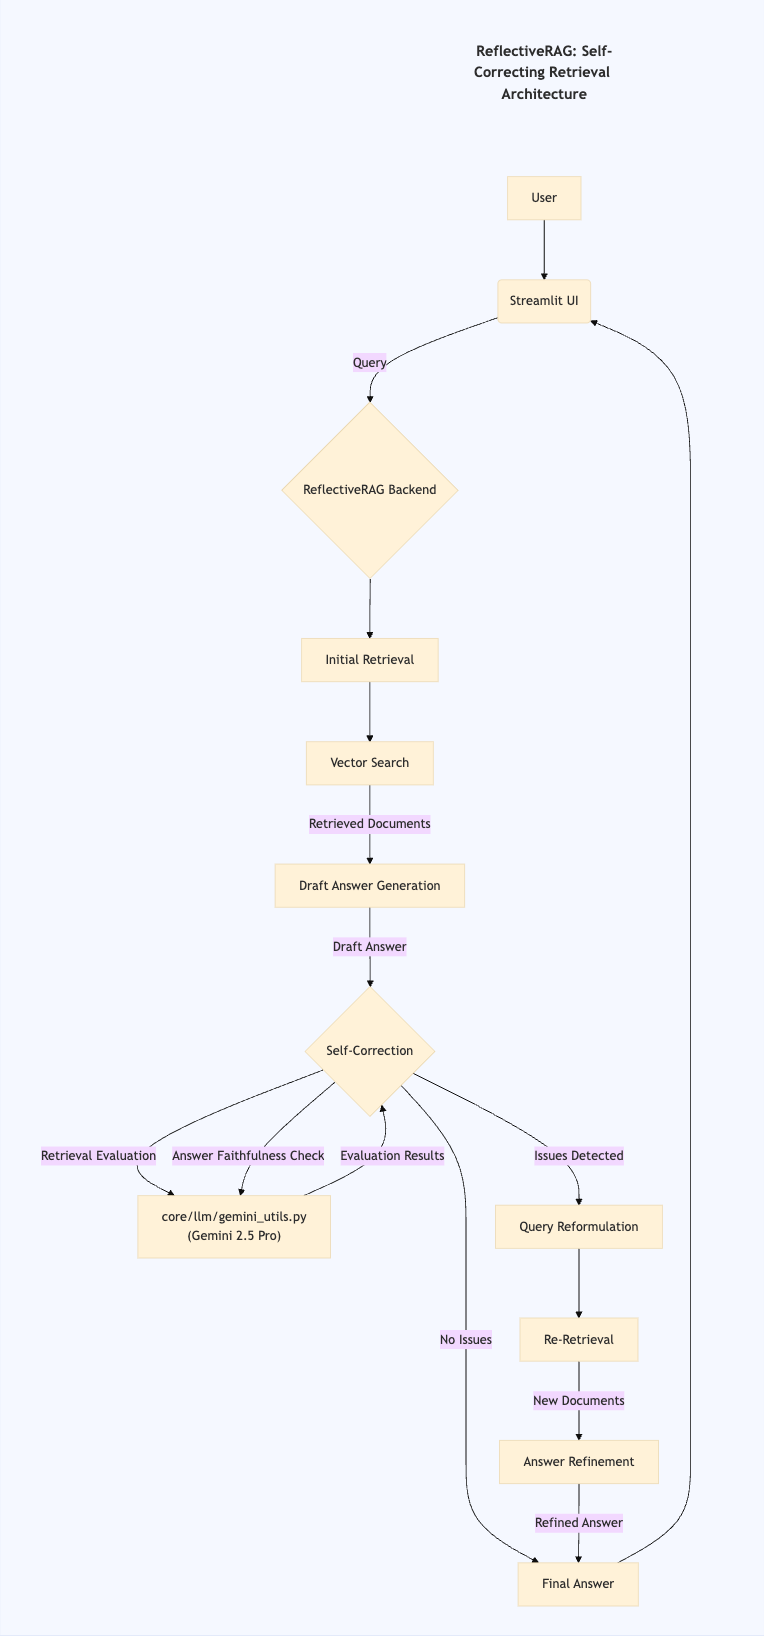 ReflectiveRAG: Self-
Correcting Retrieval
Architecture
User
Streamlit UI
Query
ReflectiveRAG Backend
Initial Retrieval
Vector Search
Retrieved Documents
Draft Answer Generation
Draft Answer
Self-Correction
Retrieval Evaluation
Answer Faithfulness Check
Evaluation Results
Issues Detected
core/llm/gemini_utils.py
(Gemini 2.5 Pro)
Query Reformulation
No Issues
Re-Retrieval
New Documents
Answer Refinement
Refined Answer
Final Answer